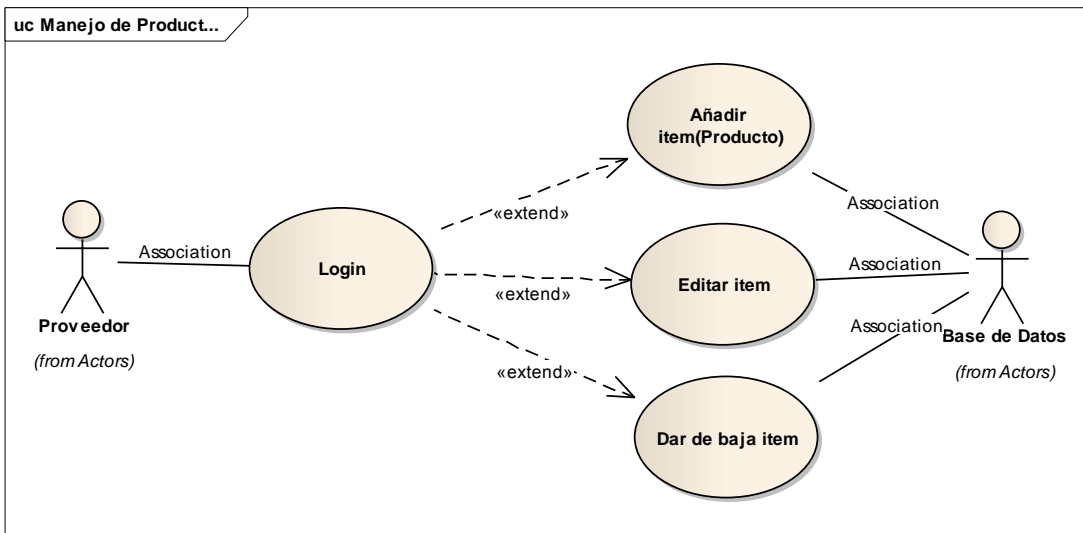 uc Manejo de Product...
Añadir
item(Producto)
«extend»
Association
Association
Login
Editar item
Association
«extend»
Proveedor
(from Actors)
Association
Base de Datos
(from Actors)
«extend»
Dar de baja item